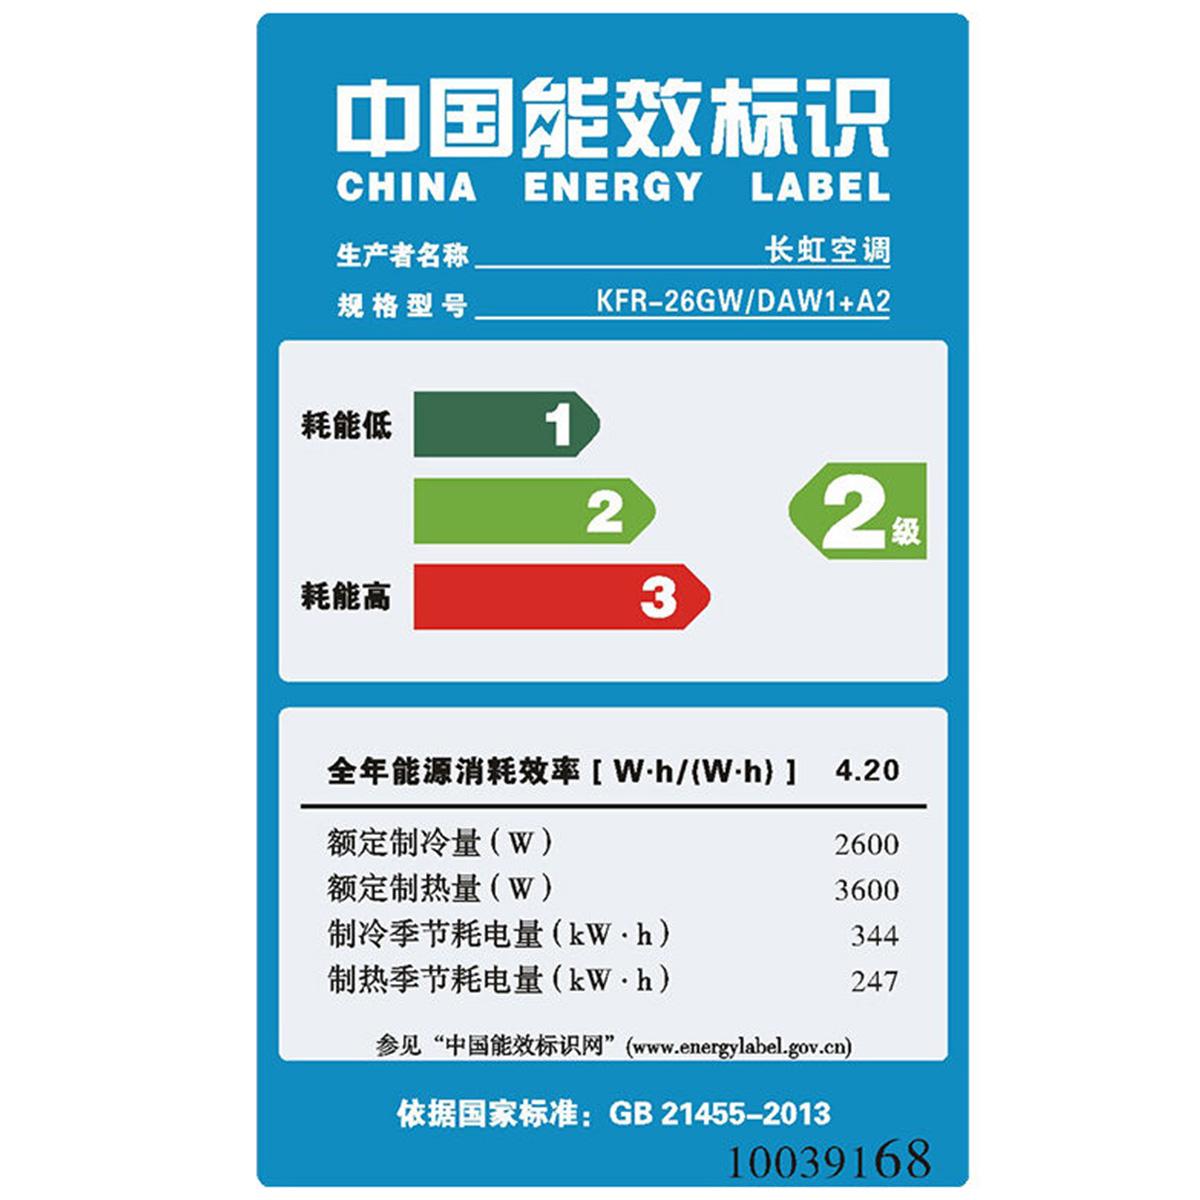 中国能效标识
CHINA ENERGY LABEL
生产者名称 长虹空调
规格型号 KFR-26GW/DAW1+A2
耗能低 1
2 2级
耗能高 3
全年能源消耗效率[W·h/(W·h)] 4.20
额定制冷量(W) 2600
额定制热量(W) 3600
制冷季节耗电量(kW·h) 344
制热季节耗电量(kW·h) 247
参见“中国能效标识网”(www.energylabel.gov.cn)
依据国家标准：GB 21455-2013
10039168